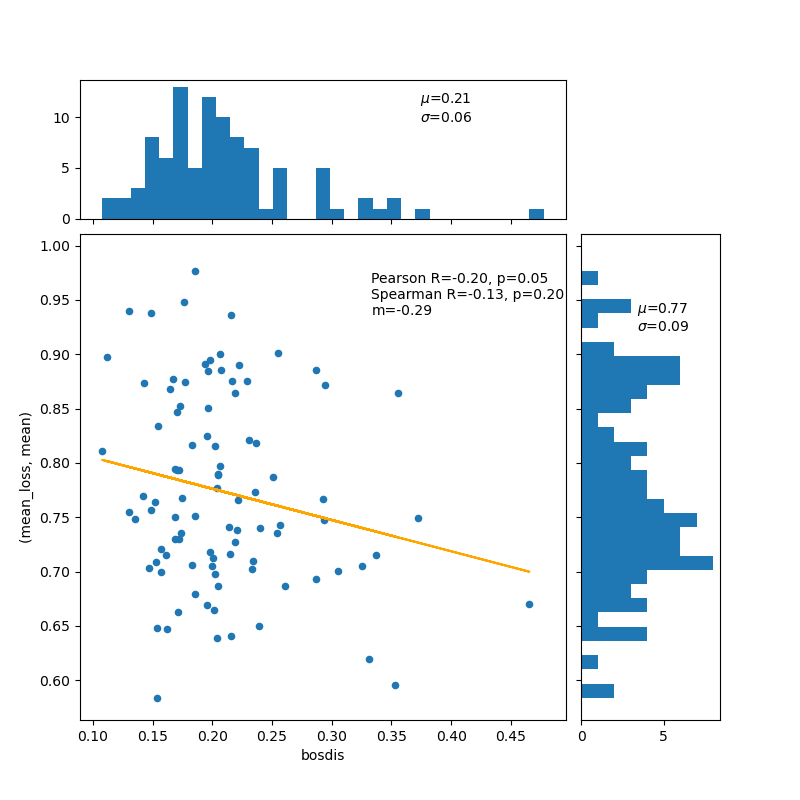 10
5
0
μ=0.21
σ=0.06
1.00
0.95
0.90
0.85
0.80
0.75
0.70
0.65
0.60
(mean_loss, mean)
Pearson R=-0.20, p=0.05
Spearman R=-0.13, p=0.20
m=-0.29
μ=0.77
σ=0.09
0.10 0.15 0.20 0.25 0.30 0.35 0.40 0.45
bosdis
0 5